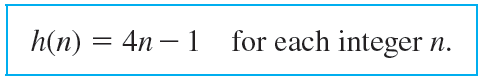 h(n) = 4n – 1 for each integer n.